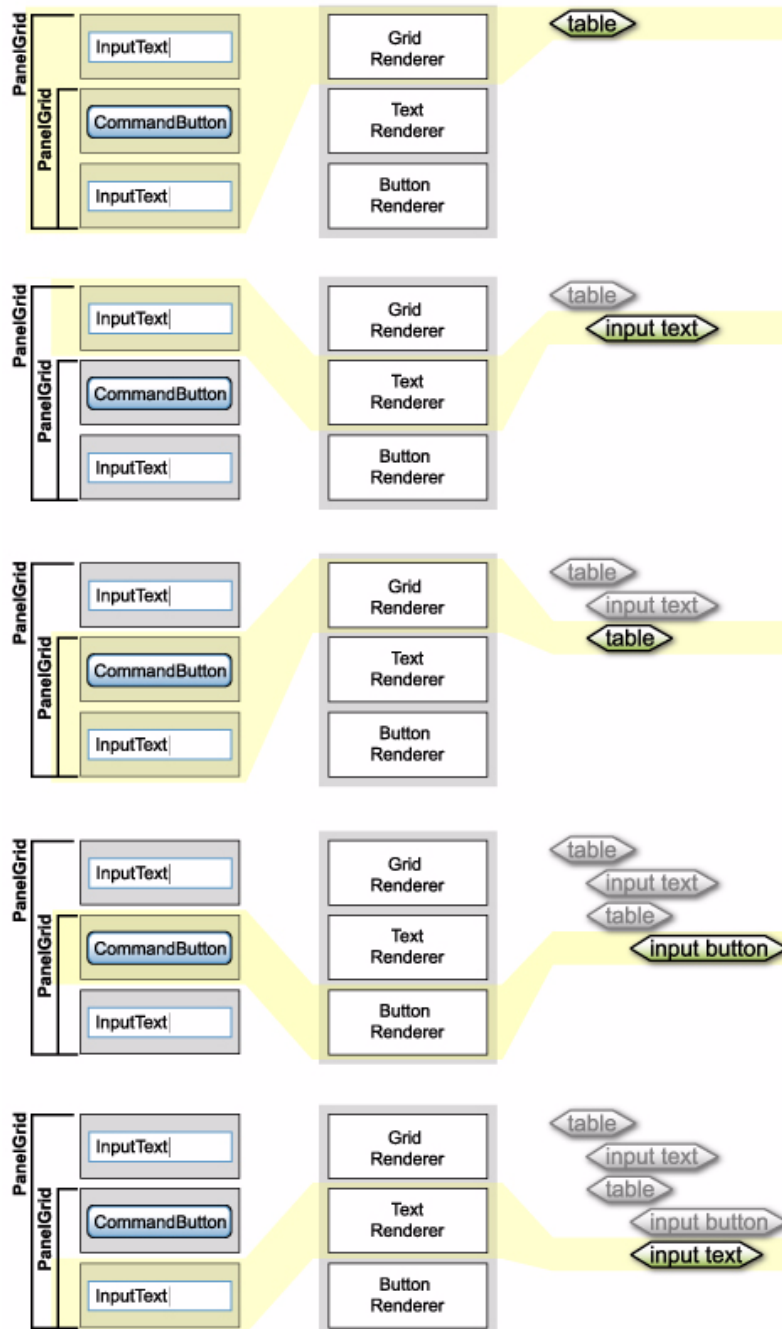 PanelGrid
PanelGrid
InputText
CommandButton
InputText
Grid
Renderer
Text
Renderer
Button
Renderer
table
PanelGrid
PanelGrid
InputText
CommandButton
InputText
Grid
Renderer
Text
Renderer
Button
Renderer
table
input text
PanelGrid
PanelGrid
InputText
CommandButton
InputText
Grid
Renderer
Text
Renderer
Button
Renderer
table
input text
table
PanelGrid
PanelGrid
InputText
CommandButton
InputText
Grid
Renderer
Text
Renderer
Button
Renderer
table
input text
table
input button
PanelGrid
PanelGrid
InputText
CommandButton
InputText
Grid
Renderer
Text
Renderer
Button
Renderer
table
input text
table
input button
input text